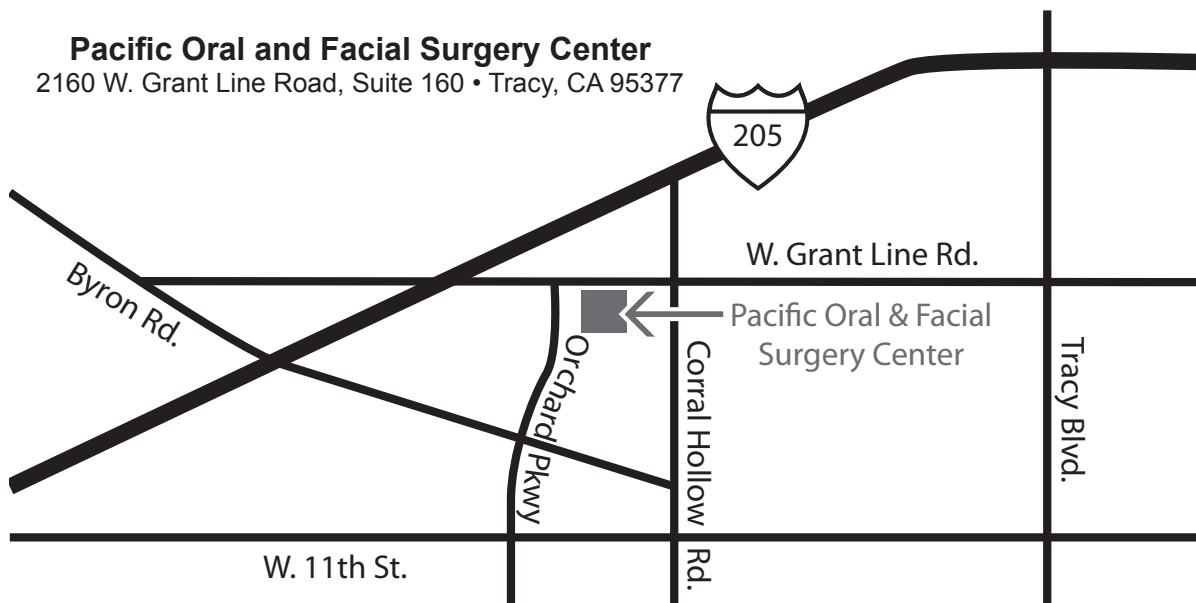 Pacific Oral and Facial Surgery Center
2160 W. Grant Line Road, Suite 160 • Tracy, CA 95377
205
W. Grant Line Rd.
Byron Rd.
Pacific Oral & Facial
Surgery Center
Orchard Pkwy
Corral Hollow Rd.
Tracy Blvd.
W. 11th St.